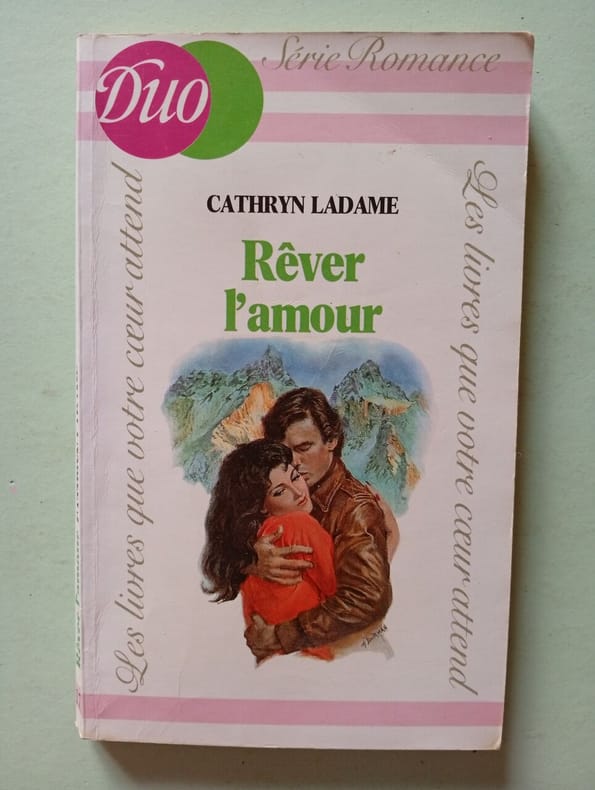 Duo
Série Romance
CATHRYN LADAME
Rêver
l'amour
Les livres que votre cœur attend
Les livres que votre cœur attend